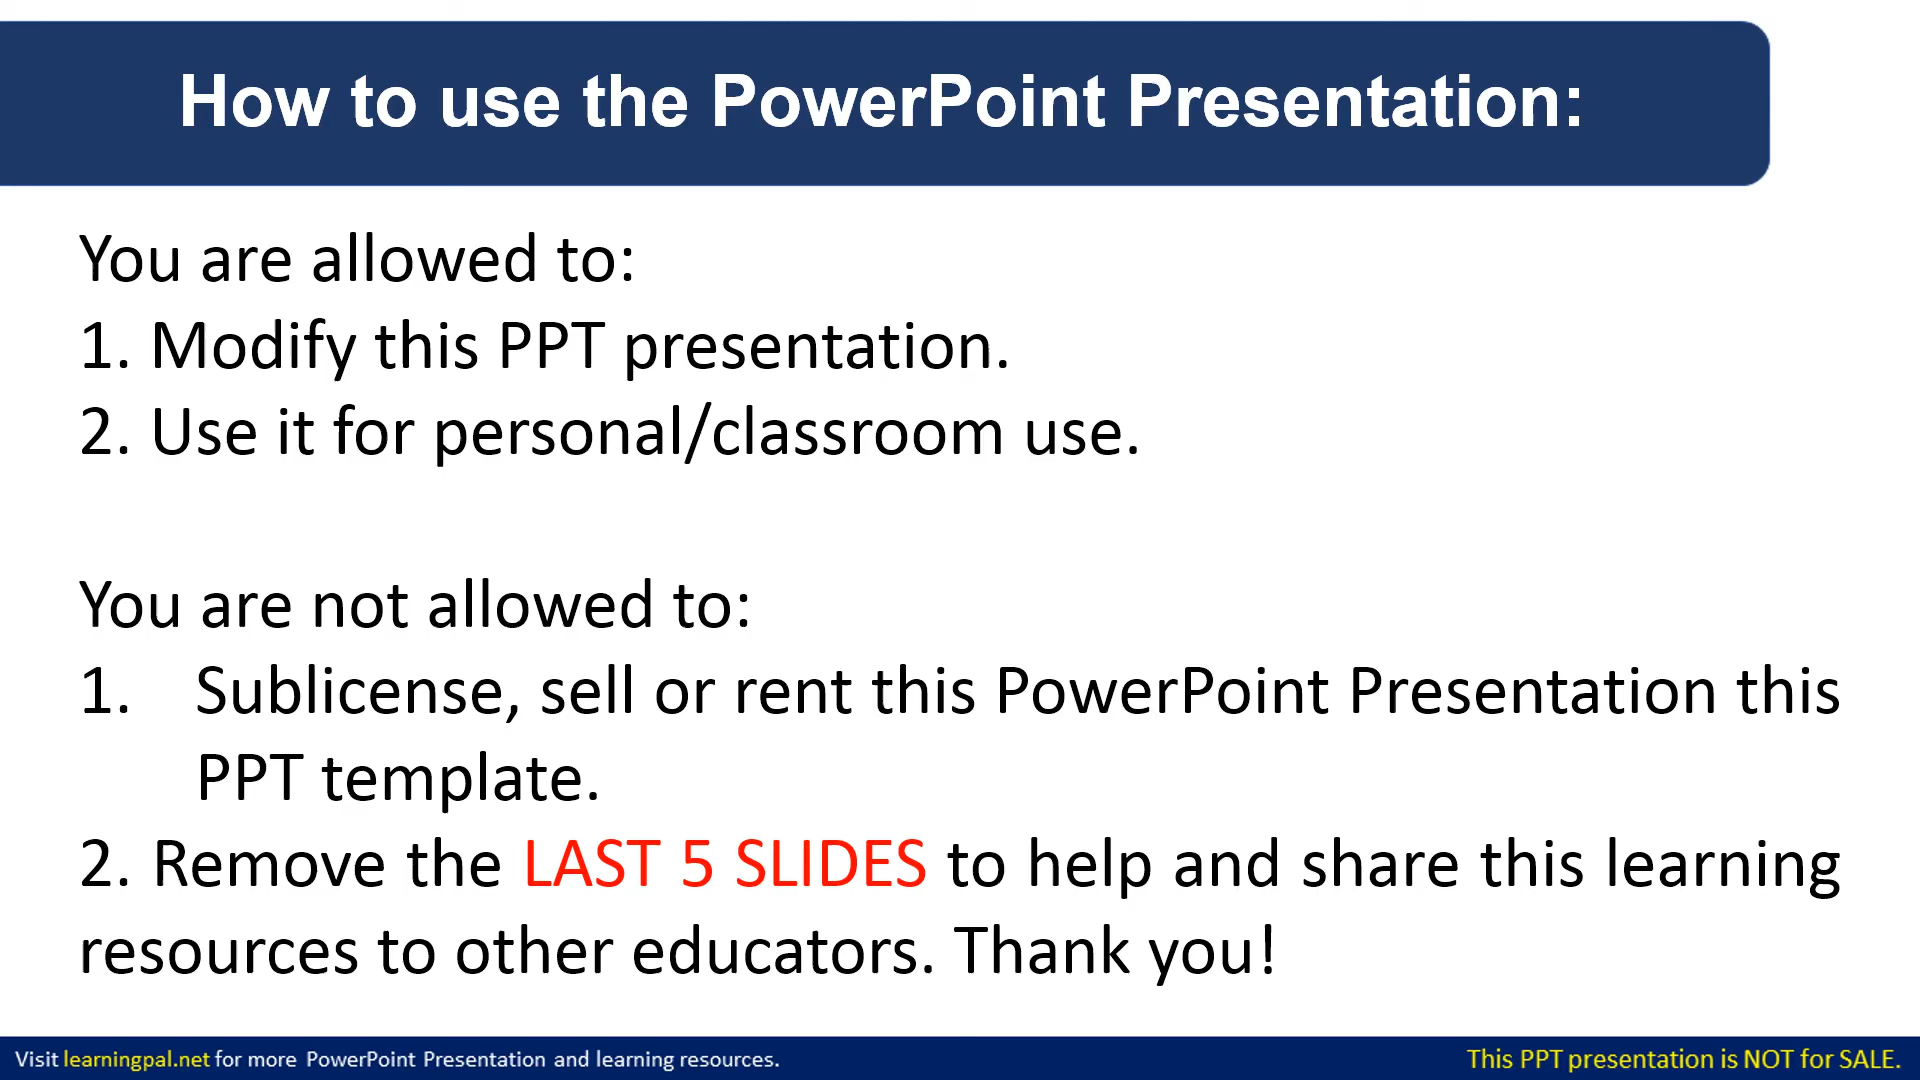 How to use the PowerPoint Presentation:
You are allowed to:
1. Modify this PPT presentation.
2. Use it for personal/classroom use.
You are not allowed to:
1. Sublicense, sell or rent this PowerPoint Presentation this
PPT template.
2. Remove the LAST 5 SLIDES to help and share this learning
resources to other educators. Thank you!
Visit learningpal.net for more PowerPoint Presentation and learning resources.
This PPT presentation is NOT for SALE.